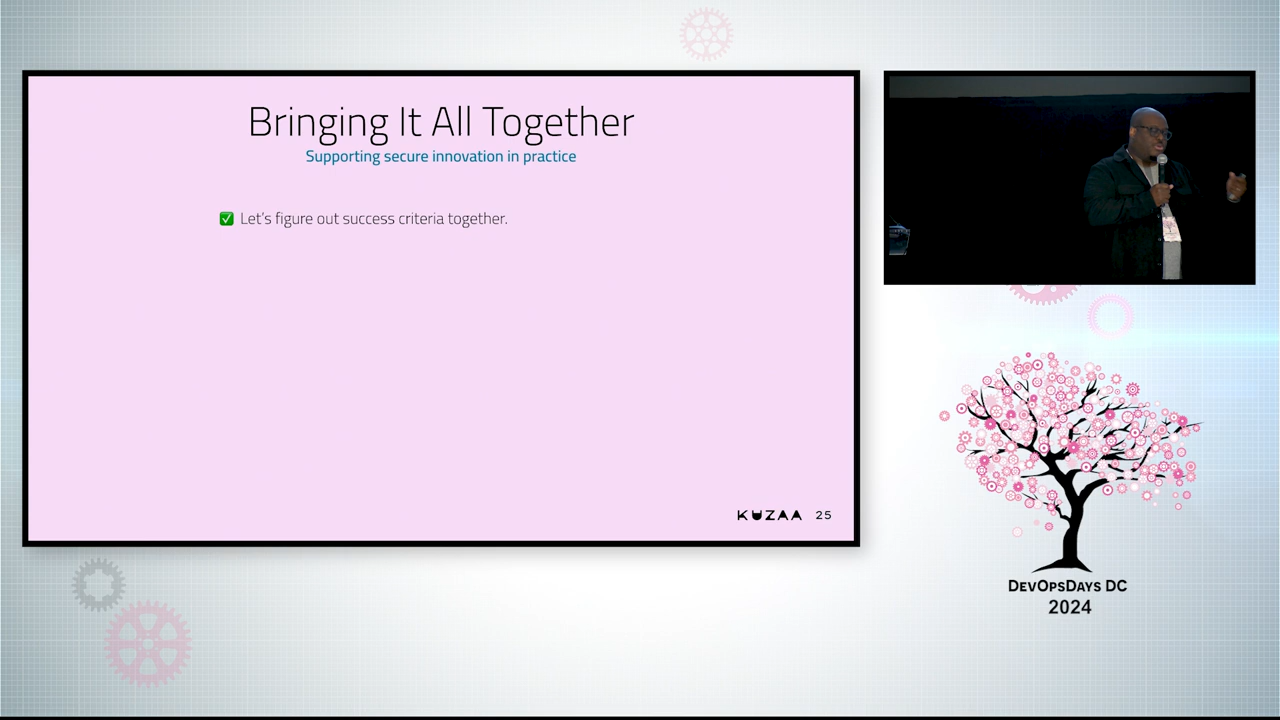 Bringing It All Together
Supporting secure innovation in practice
✅ Let's figure out success criteria together.
KUZAA 25
DevOpsDays DC
2024